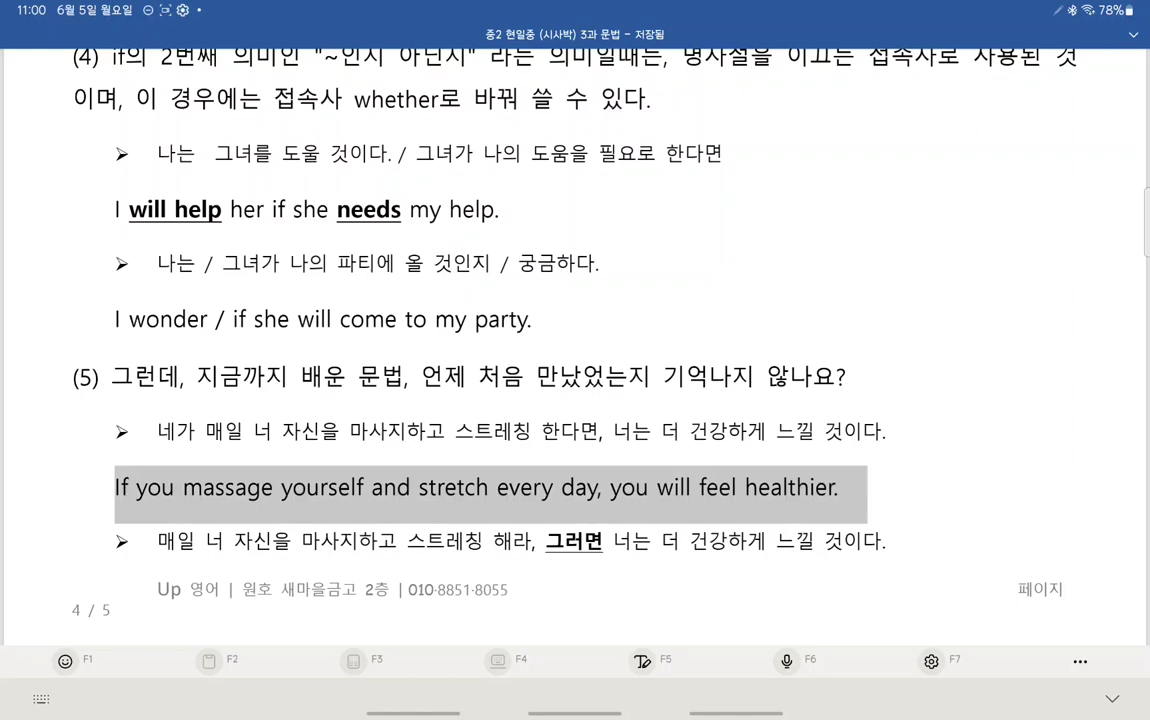 11:00 6월 5일 월요일
78%
중2 현일중 (시사박) 3과 문법 – 저장됨
(4) if의 2번째 의미인 "~인지 아닌지" 라는 의미일때는, 명사절을 이끄는 접속사로 사용된 것
이며, 이 경우에는 접속사 whether로 바꿔 쓸 수 있다.
➢ 나는 그녀를 도울 것이다. / 그녀가 나의 도움을 필요로 한다면
I will help her if she needs my help.
➢ 나는 / 그녀가 나의 파티에 올 것인지 / 궁금하다.
I wonder / if she will come to my party.
(5) 그런데, 지금까지 배운 문법, 언제 처음 만났었는지 기억나지 않나요?
➢ 네가 매일 너 자신을 마사지하고 스트레칭 한다면, 너는 더 건강하게 느낄 것이다.
If you massage yourself and stretch every day, you will feel healthier.
➢ 매일 너 자신을 마사지하고 스트레칭 해라, 그러면 너는 더 건강하게 느낄 것이다.
Up 영어 | 원호 새마을금고 2층 | 010-8851-8055 페이지
4 / 5
F1 F2 F3 F4 F5 F6 F7